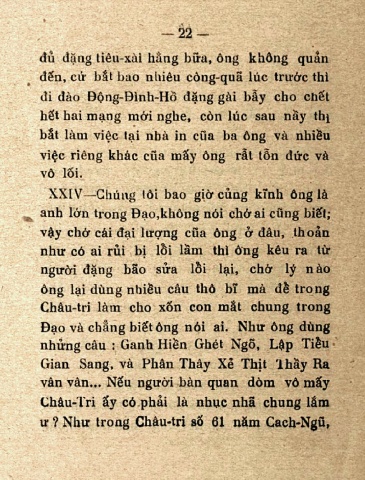 — 22 —
đủ đặng tiêu-xài hằng bữa, ông không quản
đến, cứ bắt bao nhiêu công-quã lúc trước thì
đi đào Động-Đình-Hồ đặng gài bẫy cho chết
hết hai mạng mới nghe, còn lúc sau nầy thị
bắt làm việc tại nhà in của ba ông và nhiều
việc riêng khác của mấy ông rất tổn đức và
vô lối.
XXIV—Chúng tôi bao giờ củng kỉnh ông là
anh lớn trong Đạo,không nói chớ ai cũng biết;
vậy chớ cái đại lượng của ông ở đâu, thoản
như có ai rủi bị lồi lầm thì ông kêu ra từ
người đặng bão sửa lồi lại, chớ lý nào
ông lại dùng nhiều câu thô bĩ mà đề trong
Châu-tri làm cho xốn con mắt chung trong
Đạo và chẳng biết ông nói ai. Như ông dùng
những câu : Ganh Hiền Ghét Ngõ, Lập Tiều
Gian Sang, và Phân Thây Xẻ Thịt Thầy Ra
vân vân... Nếu người bàn quan dòm vô mấy
Châu-Tri ấy có phải là nhục nhã chung lắm
ư ? Như trong Châu-tri số 61 năm Cach-Ngũ,